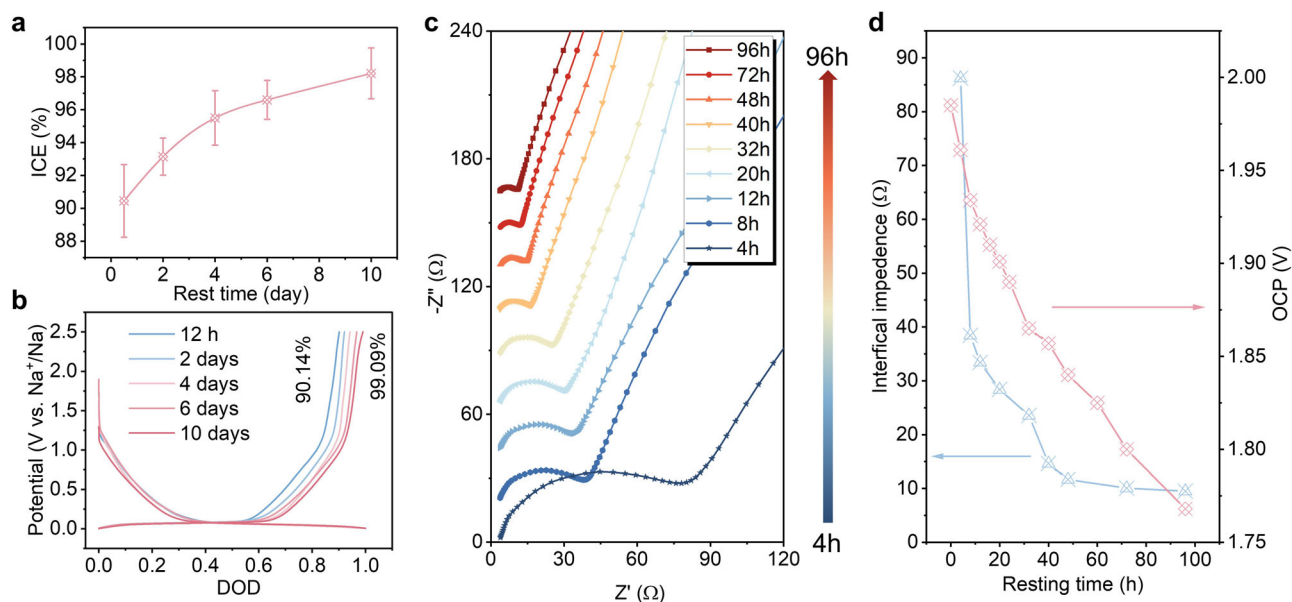 a
100
98
96
94
92
90
88
ICE (%)
0
2
4
6
8
10
Rest time (day)
b
2.5
2.0
1.5
1.0
0.5
0.0
Potential (V vs. Na⁺/Na)
12 h
2 days
4 days
6 days
10 days
90.14%
99.09%
0.0
0.2
0.4
0.6
0.8
1.0
DOD
c
240
180
120
60
0
-Z" (Ω)
96h
72h
48h
40h
32h
20h
12h
8h
4h
0
30
60
90
120
Z' (Ω)
96h
4h
d
90
80
70
60
50
40
30
20
10
0
Interfical impedence (Ω)
2.00
1.95
1.90
1.85
1.80
1.75
OCP (V)
0
20
40
60
80
100
Resting time (h)